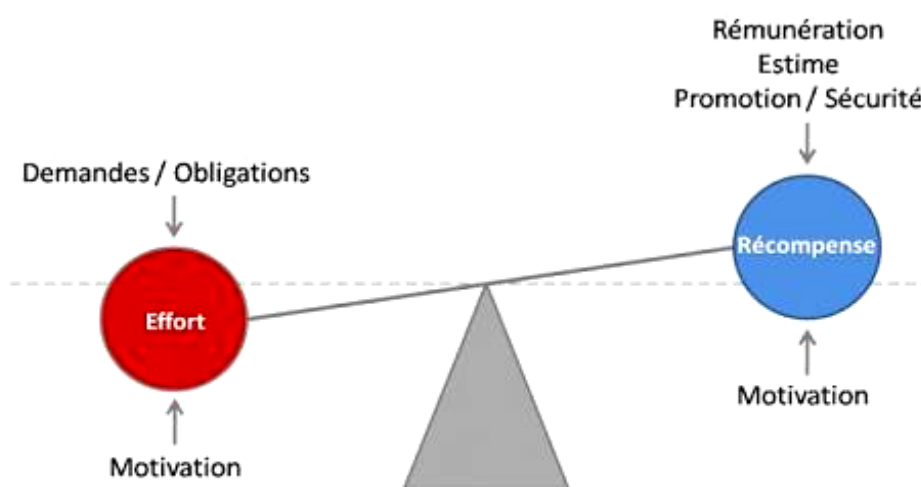 Rémunération
Estime
Promotion / Sécurité
Demandes / Obligations
Récompense
Effort
Motivation
Motivation